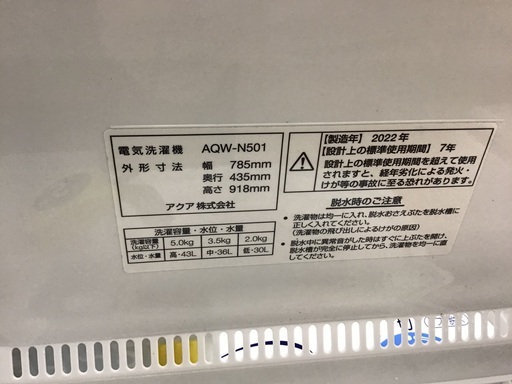 電気洗濯機 AQW-N501
外形寸法 幅 785mm
奥行 435mm
高さ 918mm
アクア 株式会社
洗濯容量・水位・水量
洗濯容量(kg以下) 5.0kg 3.5kg 2.0kg
水位・水量 高・43L 中・36L 低・30L
【製造年】 2022年
【設計上の標準使用期間】 7年
設計上の標準使用期間を超えて使用
されますと、経年劣化による発火・
けが等の事故に至る恐れがあります。
脱水時のご注意
・洗濯物は均一に入れ、脱水おさえぶたを脱水槽に
正しく入れてください。
(洗濯物の飛び出しによるけがの原因)
・脱水中に異常音がした時はすぐに上ぶたを開け、
脱水槽が完全に停止してから、洗濯物を均一に直
してください。